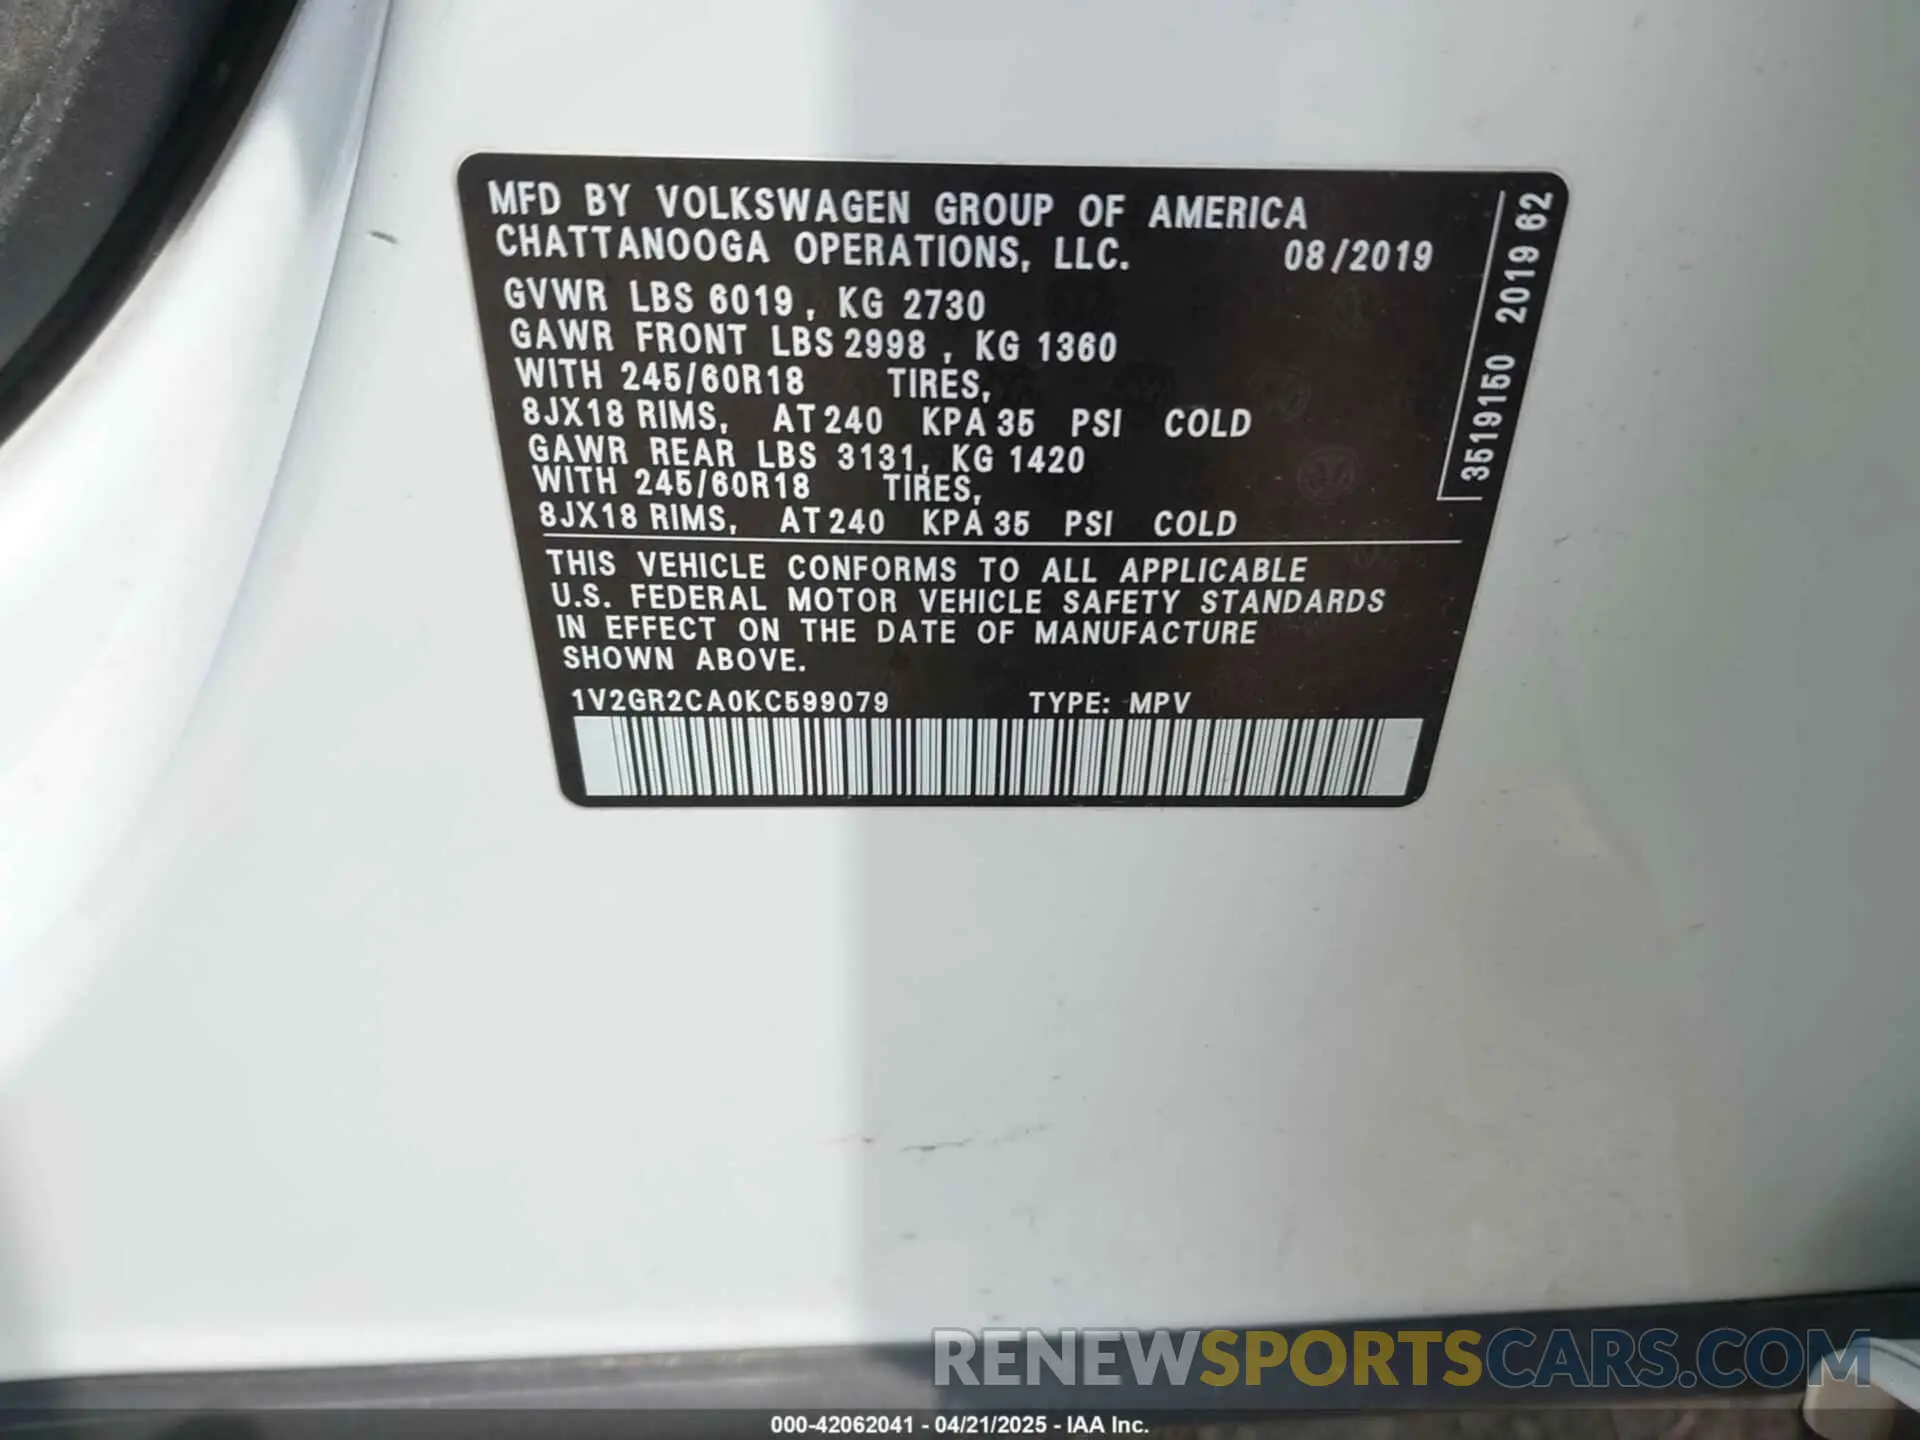 MFD BY VOLKSWAGEN GROUP OF AMERICA
CHATTANOOGA OPERATIONS, LLC. 08/2019
GVWR LBS 6019, KG 2730
GAWR FRONT LBS 2998, KG 1360
WITH 245/60R18 TIRES,
8JX18 RIMS, AT 240 KPA 35 PSI COLD
GAWR REAR LBS 3131, KG 1420
WITH 245/60R18 TIRES,
8JX18 RIMS, AT 240 KPA 35 PSI COLD
THIS VEHICLE CONFORMS TO ALL APPLICABLE
U.S. FEDERAL MOTOR VEHICLE SAFETY STANDARDS
IN EFFECT ON THE DATE OF MANUFACTURE
SHOWN ABOVE.
1V2GR2CA0KC599079 TYPE: MPV
3519150 2019 62
RENEWSPORTSCARS.COM
000-42062041 - 04/21/2025 - IAA Inc.